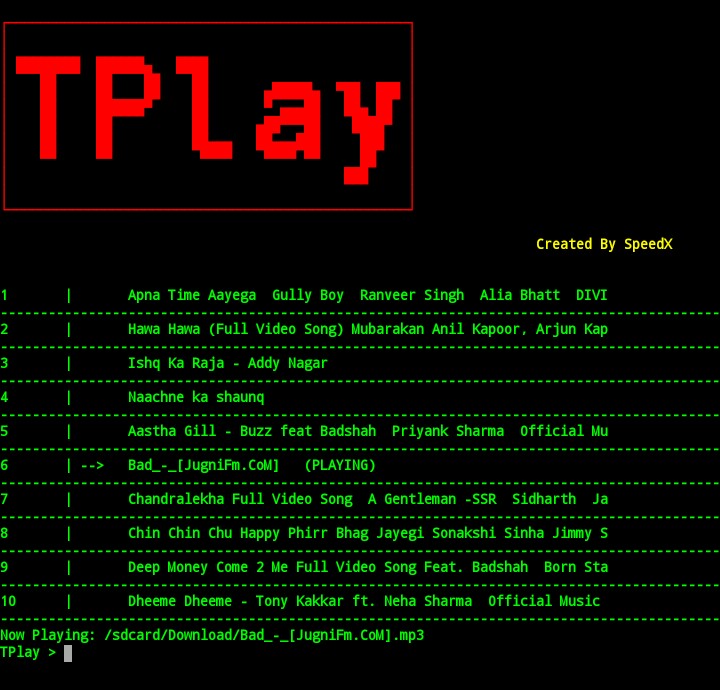 TPlay
Created By SpeedX
1 | Apna Time Aayega  Gully Boy  Ranveer Singh  Alia Bhatt  DIVI
2 | Hawa Hawa (Full Video Song) Mubarakan Anil Kapoor, Arjun Kap
3 | Ishq Ka Raja - Addy Nagar
4 | Naachne ka shaunq
5 | Aastha Gill - Buzz feat Badshah  Priyank Sharma  Official Mu
6 | --> Bad_-_[JugniFm.CoM]   (PLAYING)
7 | Chandralekha Full Video Song  A Gentleman -SSR  Sidharth  Ja
8 | Chin Chin Chu Happy Phirr Bhag Jayegi Sonakshi Sinha Jimmy S
9 | Deep Money Come 2 Me Full Video Song Feat. Badshah  Born Sta
10 | Dheeme Dheeme - Tony Kakkar ft. Neha Sharma  Official Music
Now Playing: /sdcard/Download/Bad_-_[JugniFm.CoM].mp3
TPlay >